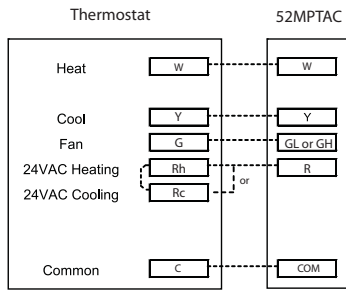 Thermostat 52MPTAC
Heat W W
Cool Y Y
Fan G GL or GH
24VAC Heating Rh R
or
24VAC Cooling Rc
Common C COM